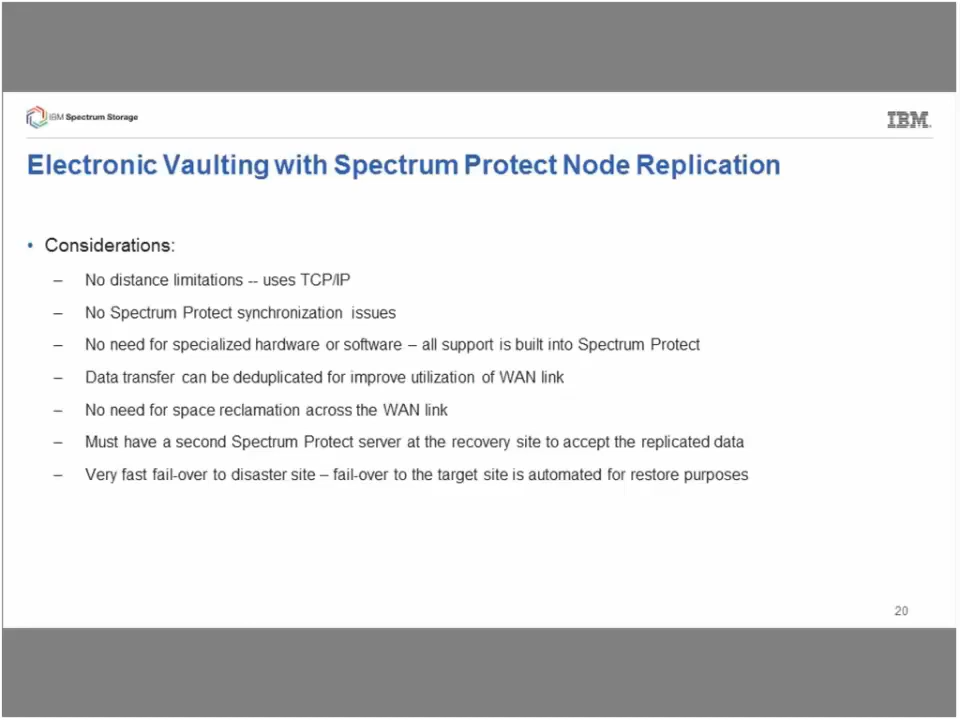 IBM Spectrum Storage
IBM
Electronic Vaulting with Spectrum Protect Node Replication
• Considerations:
– No distance limitations -- uses TCP/IP
– No Spectrum Protect synchronization issues
– No need for specialized hardware or software – all support is built into Spectrum Protect
– Data transfer can be deduplicated for improve utilization of WAN link
– No need for space reclamation across the WAN link
– Must have a second Spectrum Protect server at the recovery site to accept the replicated data
– Very fast fail-over to disaster site – fail-over to the target site is automated for restore purposes
20